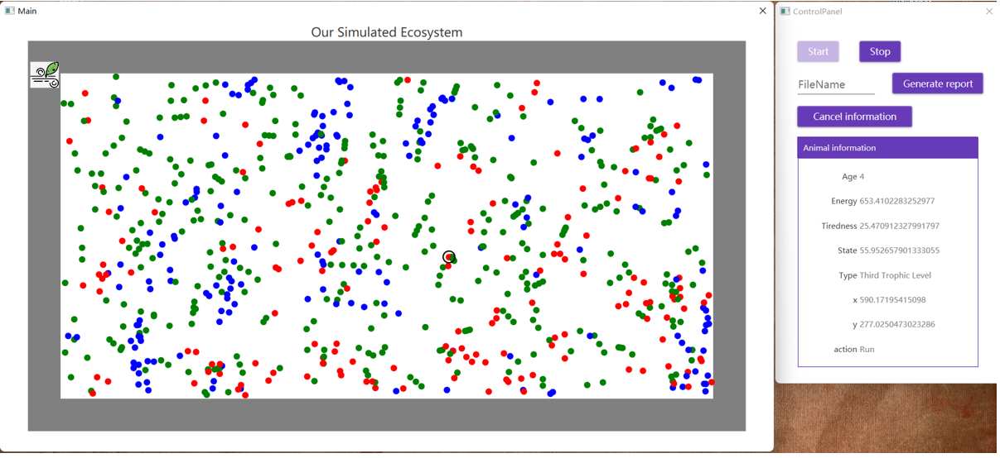 Main
Our Simulated Ecosystem
ControlPanel
Start
Stop
FileName
Generate report
Cancel information
Animal information
Age 4
Energy 653.4102283252977
Tiredness 25.470912327991797
State 55.952657901333055
Type Third Trophic Level
x 590.17195415098
y 277.0250473023286
action Run